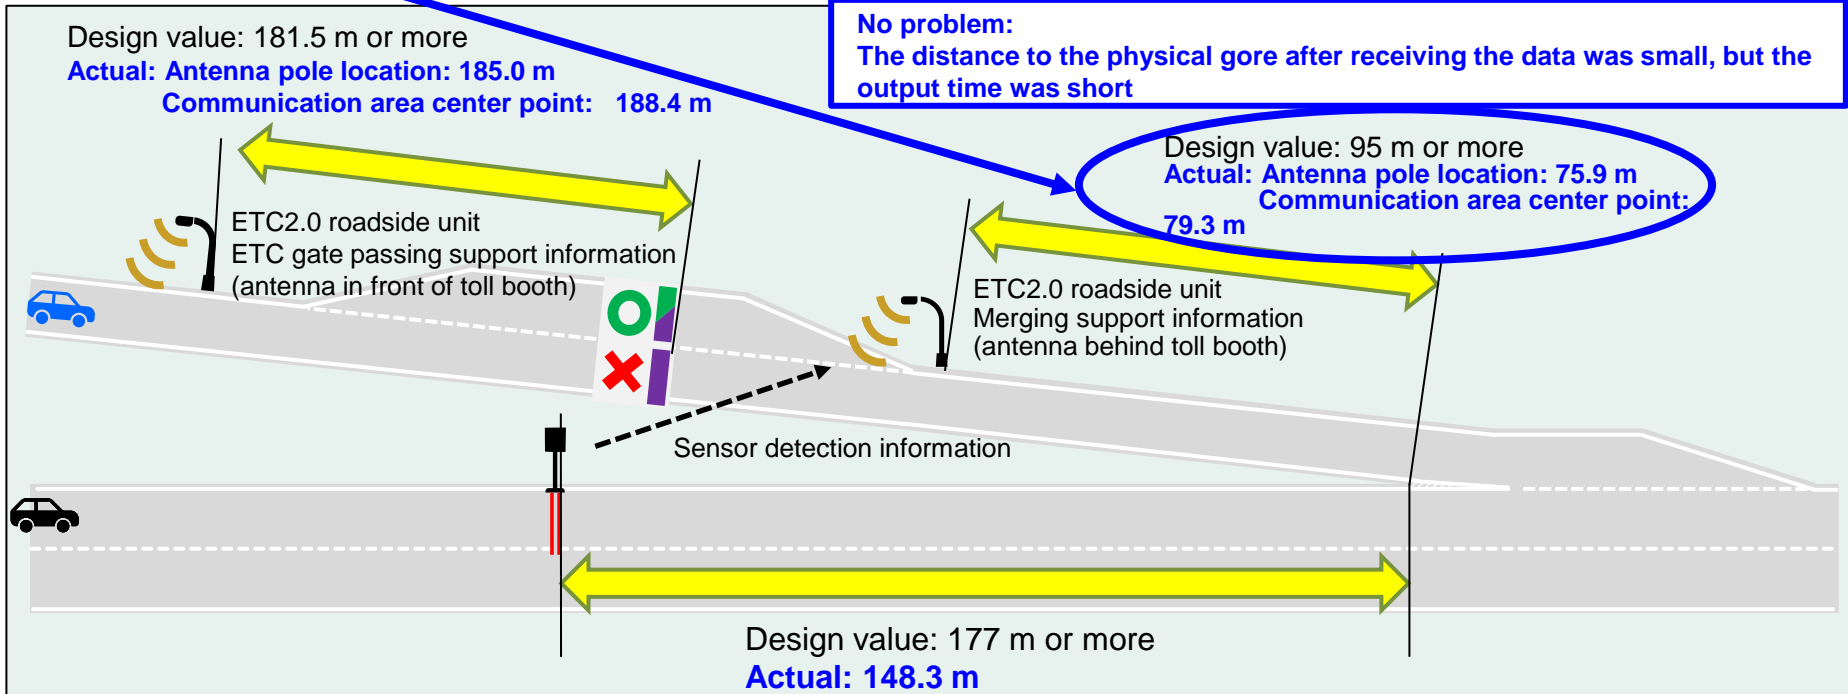 Design value: 181.5 m or more
Actual: Antenna pole location: 185.0 m
Communication area center point: 188.4 m
No problem:
The distance to the physical gore after receiving the data was small, but the
output time was short
Design value: 95 m or more
Actual: Antenna pole location: 75.9 m
Communication area center point:
79.3 m
ETC2.0 roadside unit
ETC gate passing support information
(antenna in front of toll booth)
ETC2.0 roadside unit
Merging support information
(antenna behind toll booth)
Sensor detection information
Design value: 177 m or more
Actual: 148.3 m